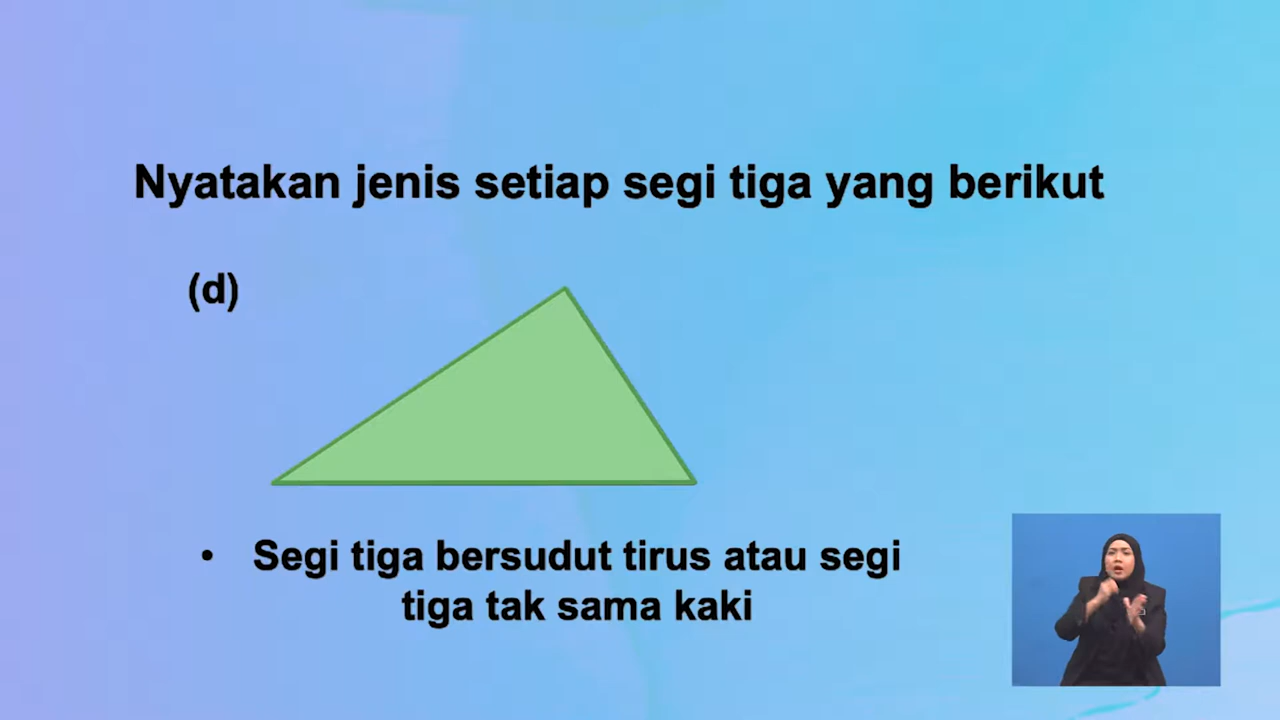 Nyatakan jenis setiap segi tiga yang berikut
(d)
• Segi tiga bersudut tirus atau segi
tiga tak sama kaki